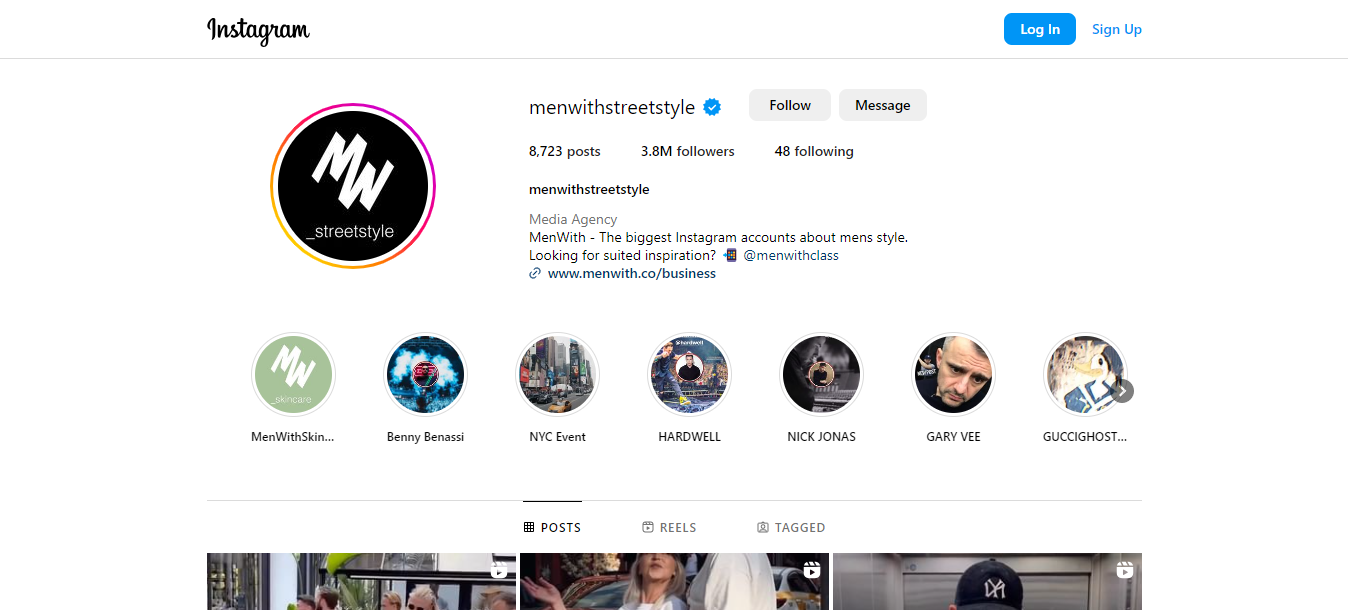 Instagram
Log In
Sign Up
MW
_streetstyle
menwithstreetstyle
Follow
Message
8,723 posts
3.8M followers
48 following
menwithstreetstyle
Media Agency
MenWith - The biggest Instagram accounts about mens style.
Looking for suited inspiration? 📲 @menwithclass
www.menwith.co/business
MW
_skincare
hardwell
MenWithSkin...
Benny Benassi
NYC Event
HARDWELL
NICK JONAS
GARY VEE
GUCCIGHOST...
POSTS
REELS
TAGGED
NY